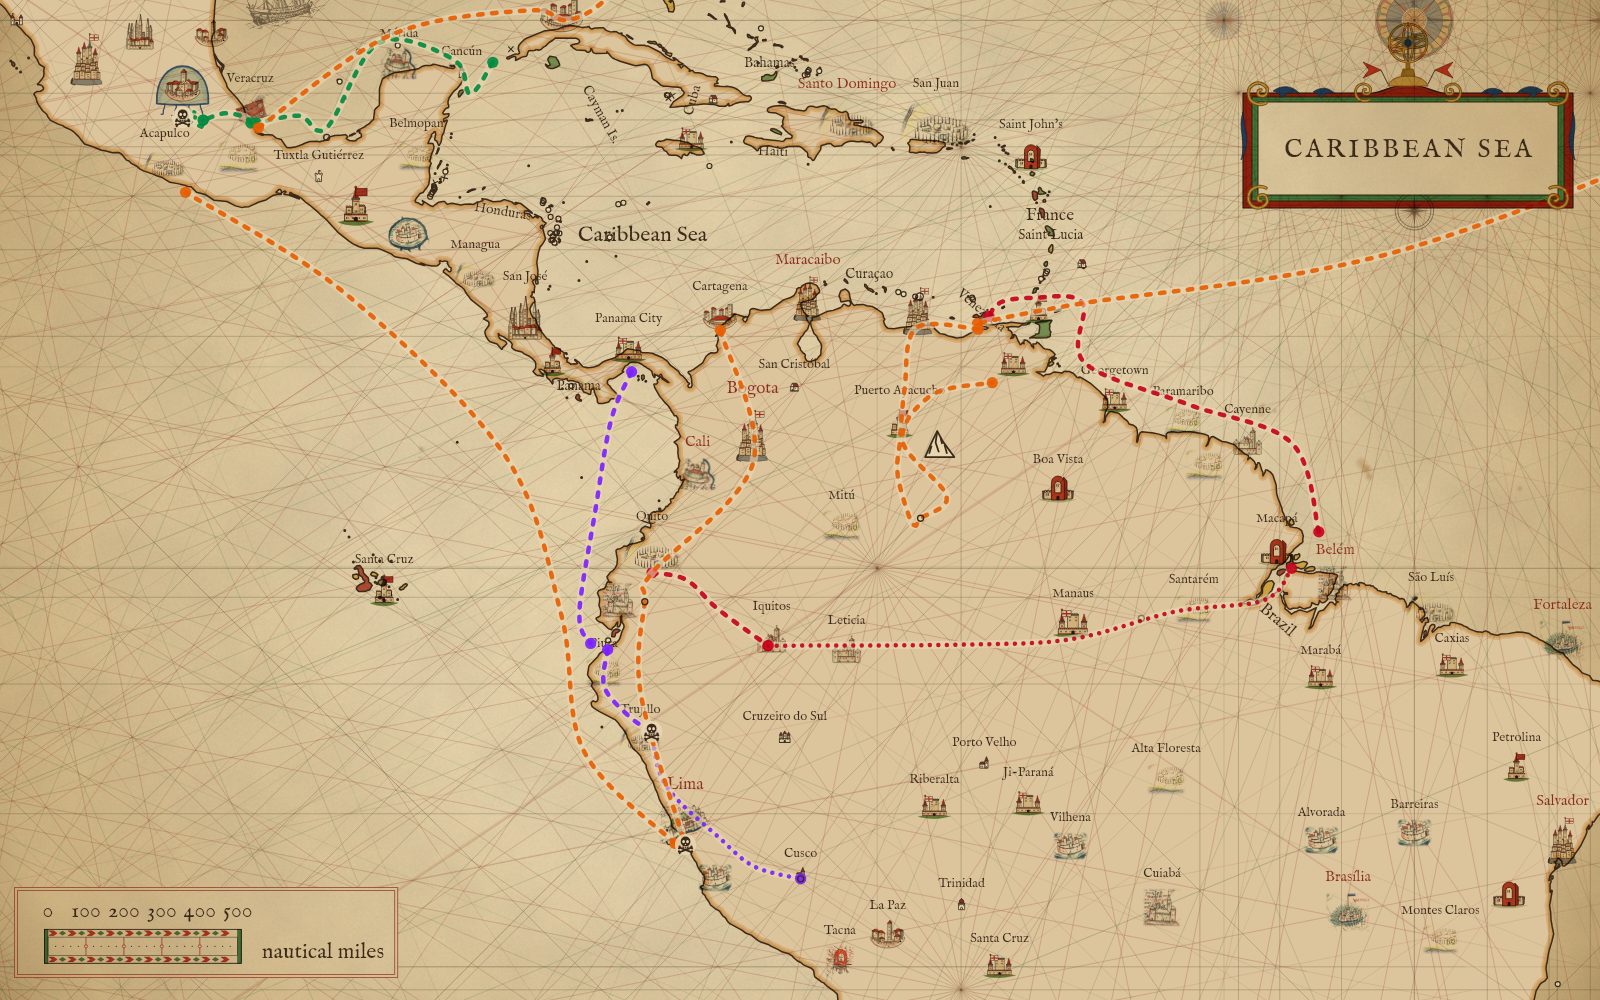 Cancún
Veracruz
Bahamas
Santo Domingo
San Juan
Cayman Is.
Cuba
CARIBBEAN SEA
Acapulco
Belmopan
Saint John's
Tuxtla Gutiérrez
Haiti
Honduras
France
Caribbean Sea
Saint Lucia
Managua
Maracaibo
San José
Curaçao
Cartagena
Panama City
San Cristóbal
Panama
Georgetown
Bogota
Paramaribo
Cayenne
Cali
Boa Vista
Mitú
Quito
Macapá
Belém
Santa Cruz
Santarém
São Luís
Manaus
Iquitos
Leticia
Brazil
Fortaleza
Caxias
Marabá
Trujillo
Cruzeiro do Sul
Petrolina
Porto Velho
Alta Floresta
Ji-Paraná
Riberalta
Lima
Salvador
Barreiras
Alvorada
Vilhena
Cusco
Cuiabá
Brasília
Trinidad
La Paz
Montes Claros
Tacna
Santa Cruz
0 100 200 300 400 500
nautical miles